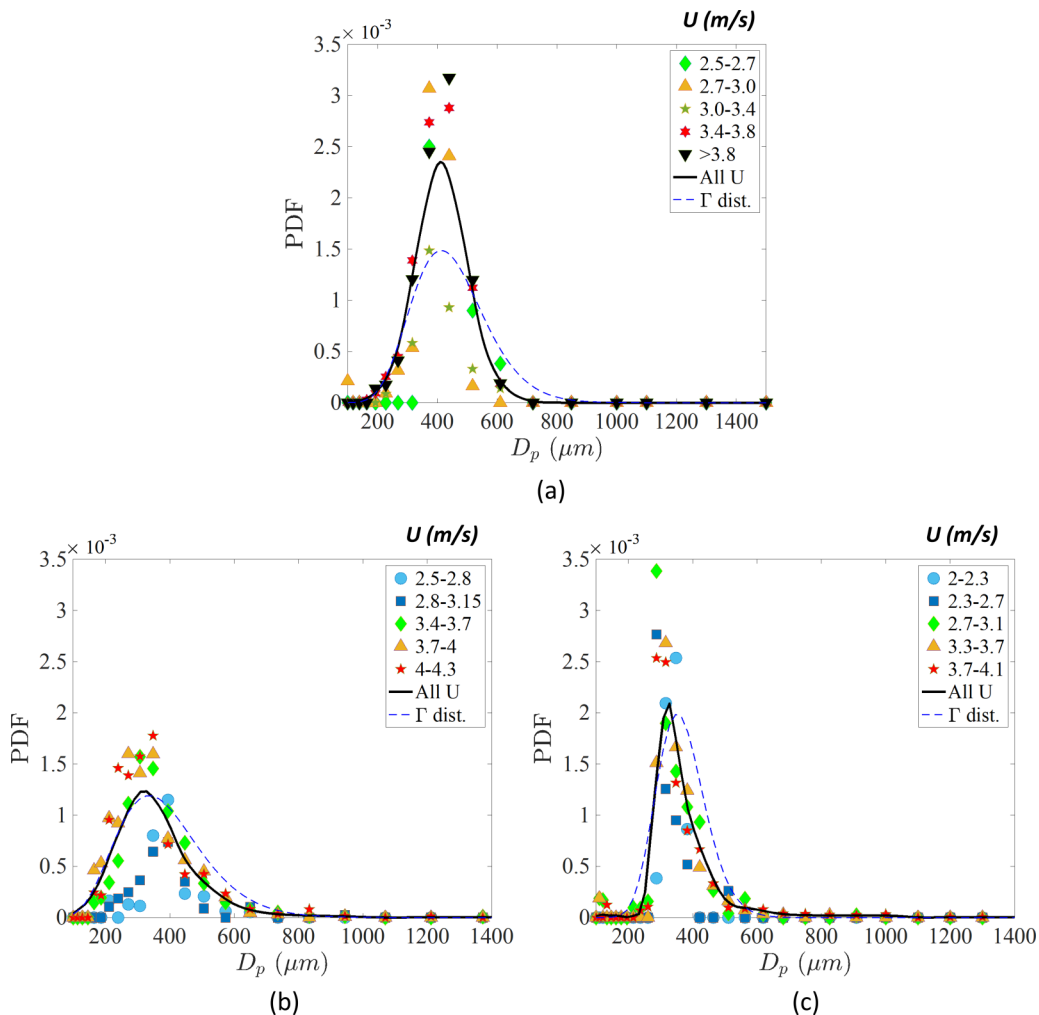 U (m/s)
× 10⁻³
3.5
3
2.5
2
1.5
1
0.5
0
PDF
2.5-2.7
2.7-3.0
3.0-3.4
3.4-3.8
>3.8
All U
Γ dist.
200 400 600 800 1000 1200 1400
Dₚ (μm)
(a)
U (m/s)
× 10⁻³
3.5
3
2.5
2
1.5
1
0.5
0
PDF
2.5-2.8
2.8-3.15
3.4-3.7
3.7-4
4-4.3
All U
Γ dist.
200 400 600 800 1000 1200 1400
Dₚ (μm)
(b)
U (m/s)
× 10⁻³
3.5
3
2.5
2
1.5
1
0.5
0
PDF
2-2.3
2.3-2.7
2.7-3.1
3.3-3.7
3.7-4.1
All U
Γ dist.
200 400 600 800 1000 1200 1400
Dₚ (μm)
(c)